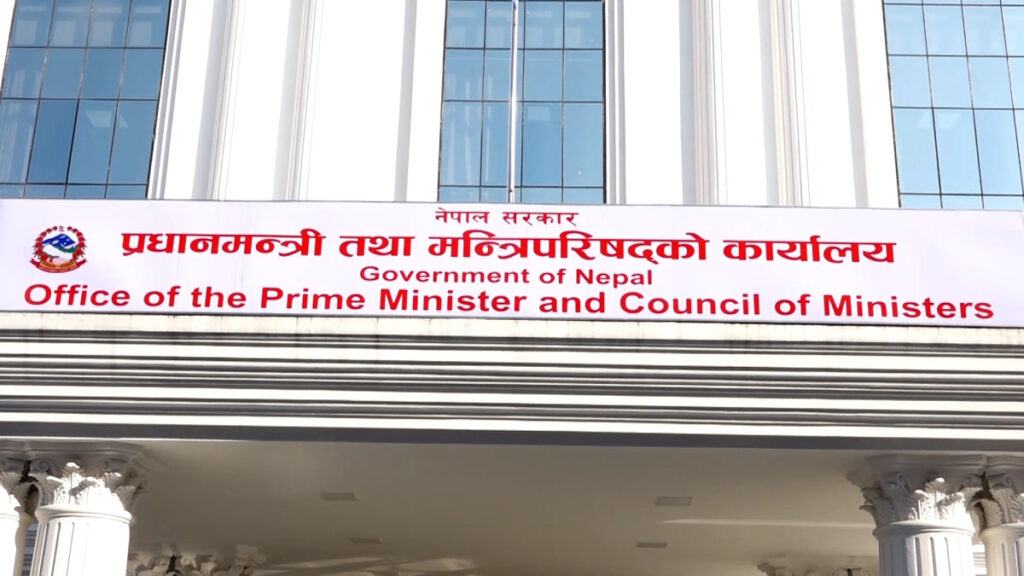 नेपाल सरकार
प्रधानमन्त्री तथा मन्त्रिपरिषद्को कार्यालय
Government of Nepal
Office of the Prime Minister and Council of Ministers